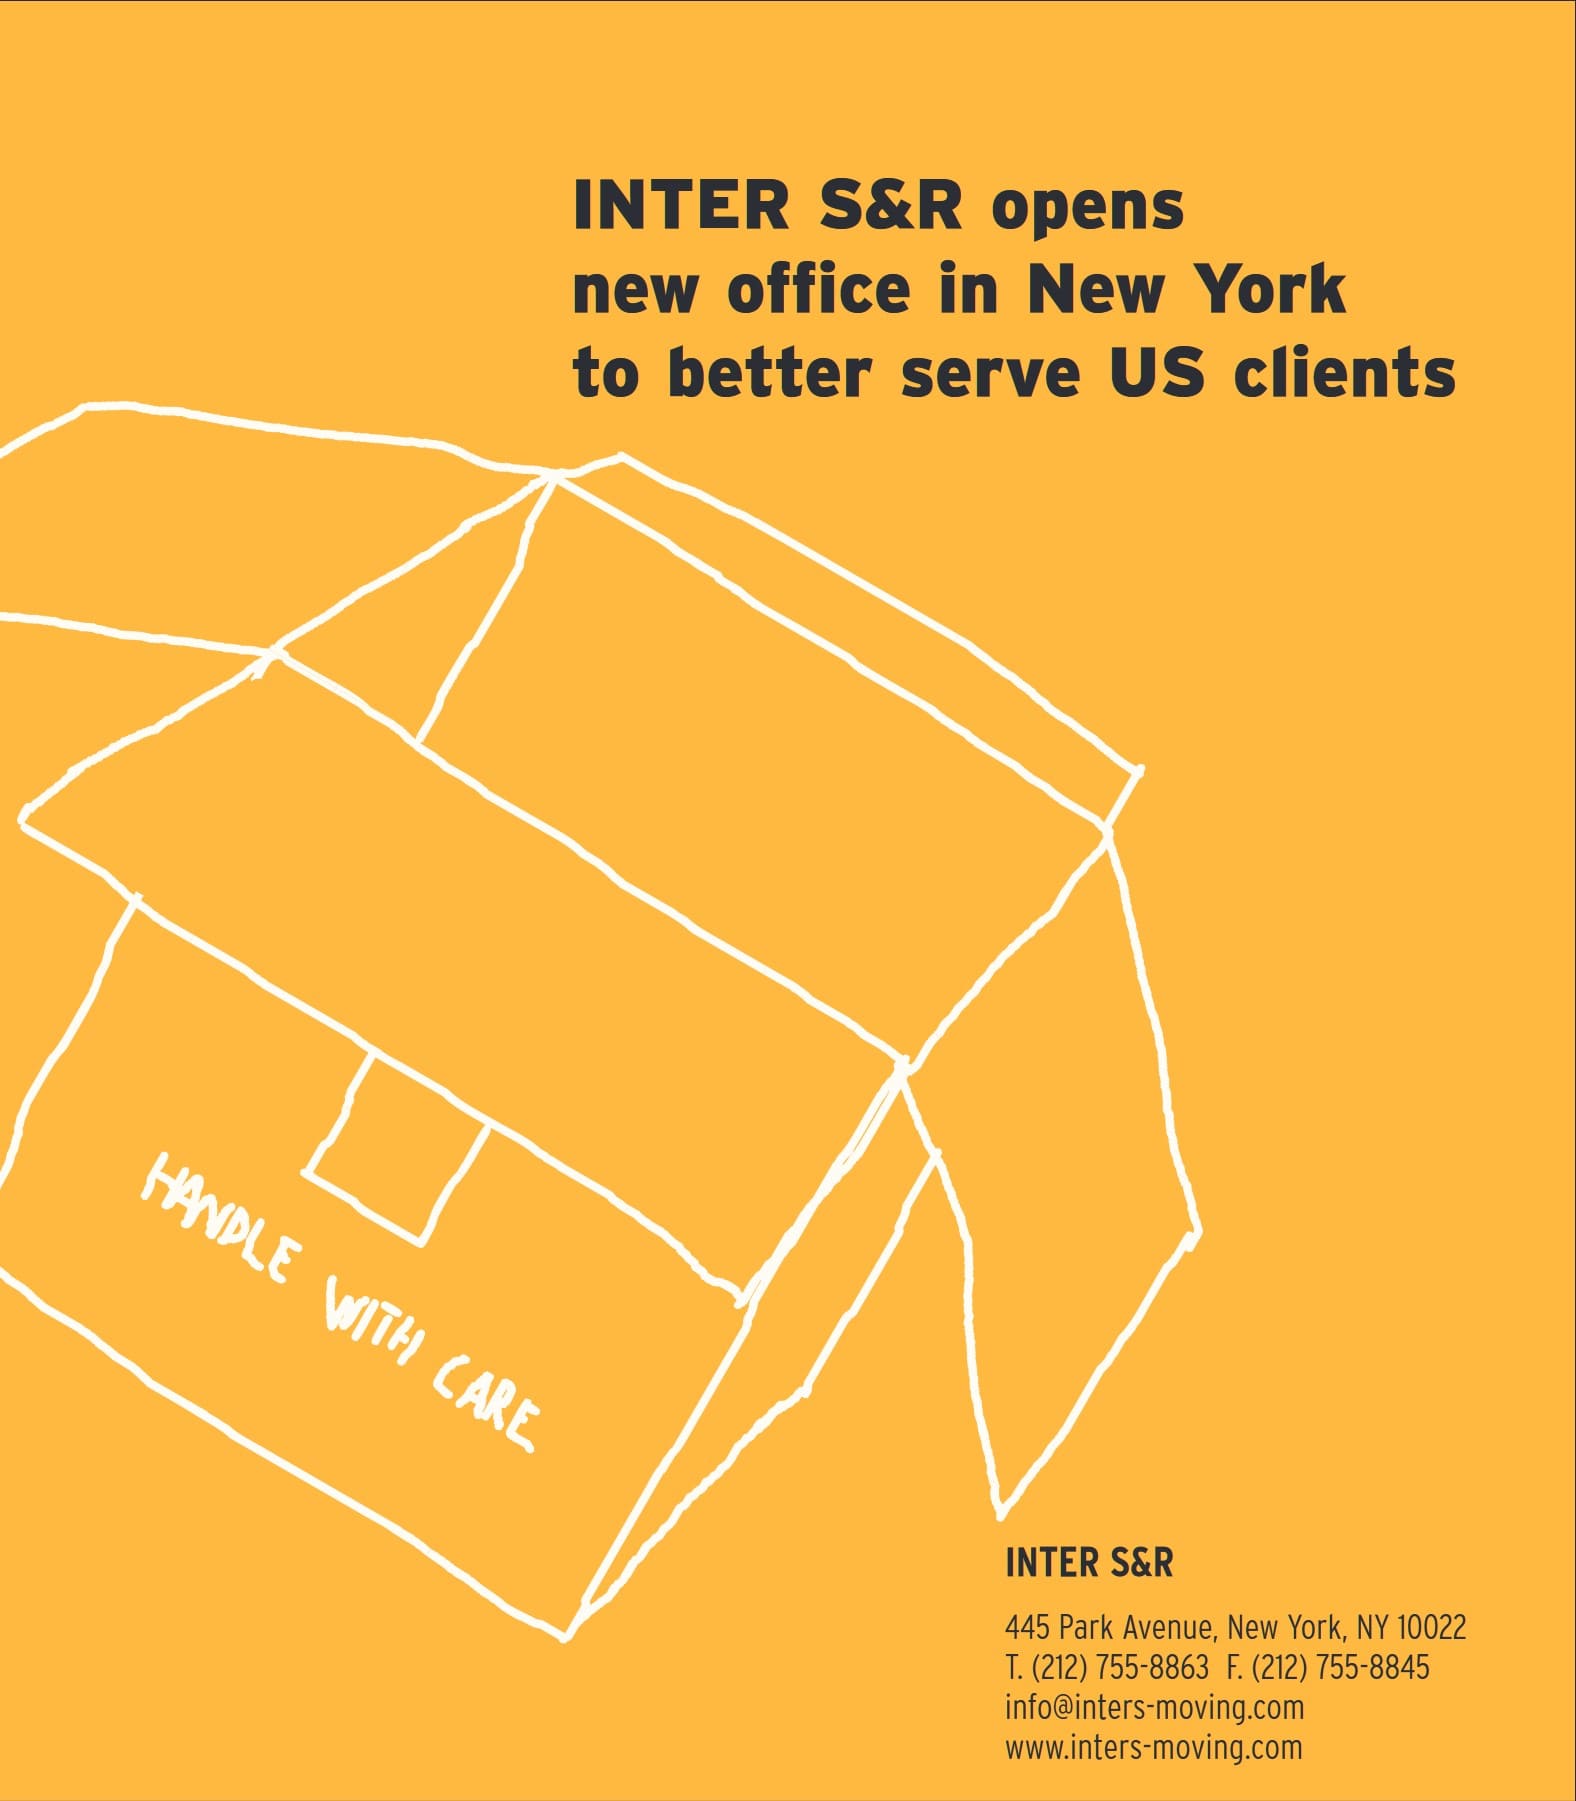 INTER S&R opens
new office in New York
to better serve US clients
HANDLE WITH CARE
INTER S&R
445 Park Avenue, New York, NY 10022
T. (212) 755-8863 F. (212) 755-8845
info@inters-moving.com
www.inters-moving.com